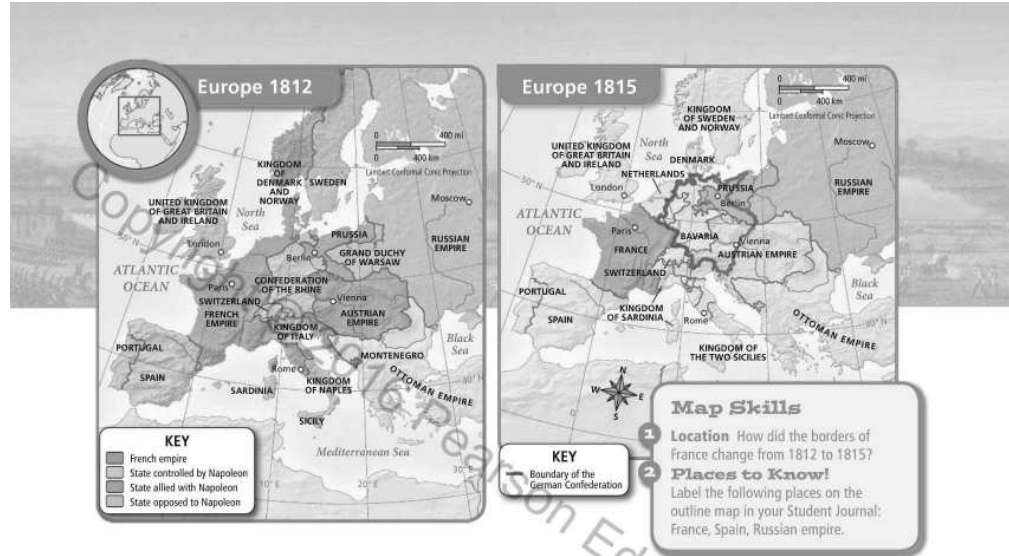 Europe 1812
0 400 mi
0 400 km
Lambert Conformal Conic Projection
KINGDOM
OF
DENMARK
AND
NORWAY
SWEDEN
Moscow
UNITED KINGDOM
OF GREAT BRITAIN
AND IRELAND
North
Sea
London
50° N
PRUSSIA
Berlin
GRAND DUCHY
OF WARSAW
RUSSIAN
EMPIRE
ATLANTIC
OCEAN
Paris
CONFEDERATION
OF THE RHINE
SWITZERLAND
Vienna
FRENCH
EMPIRE
AUSTRIAN
EMPIRE
KINGDOM
OF ITALY
Black
Sea
PORTUGAL
MONTENEGRO
SPAIN
Rome
OTTOMAN EMPIRE
40° N
SARDINIA
KINGDOM
OF NAPLES
SICILY
Mediterranean Sea
30° N
10° E
20° E
KEY
French empire
State controlled by Napoleon
State allied with Napoleon
State opposed to Napoleon
Europe 1815
0 400 mi
0 400 km
Lambert Conformal Conic Projection
KINGDOM
OF SWEDEN
AND NORWAY
Moscow
UNITED KINGDOM
OF GREAT BRITAIN
AND IRELAND
North
Sea
DENMARK
NETHERLANDS
50° N
London
PRUSSIA
Berlin
RUSSIAN
EMPIRE
ATLANTIC
OCEAN
Paris
BAVARIA
Vienna
FRANCE
AUSTRIAN EMPIRE
SWITZERLAND
PORTUGAL
SPAIN
KINGDOM
OF SARDINIA
Rome
Black
Sea
40° N
OTTOMAN EMPIRE
KINGDOM OF
THE TWO SICILIES
N
W
E
S
0
KEY
Boundary of the
German Confederation
Map Skills
1 Location How did the borders of
France change from 1812 to 1815?
2 Places to Know!
Label the following places on the
outline map in your Student Journal:
France, Spain, Russian empire.